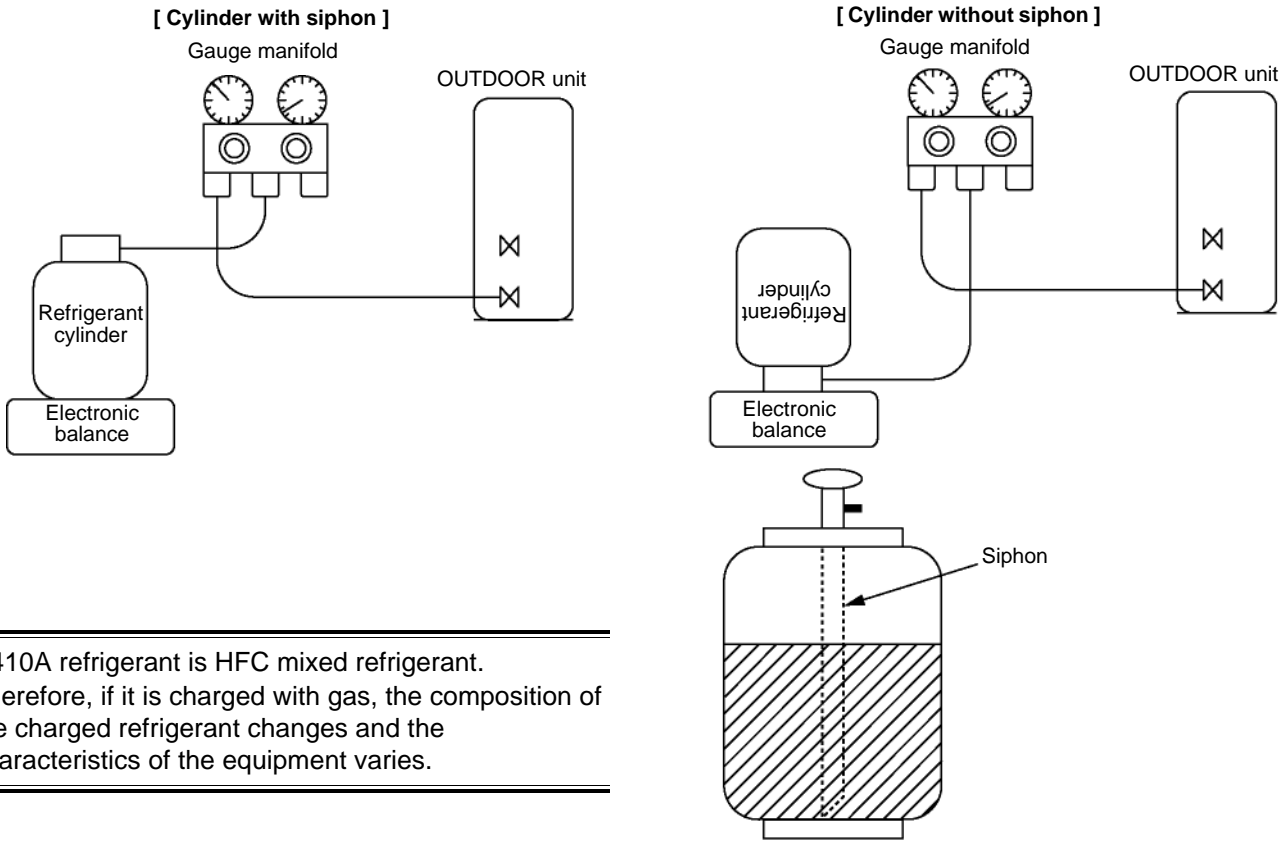 [ Cylinder with siphon ]
Gauge manifold
OUTDOOR unit
Refrigerant
cylinder
Electronic
balance
[ Cylinder without siphon ]
Gauge manifold
OUTDOOR unit
Refrigerant
cylinder
Electronic
balance
Siphon
410A refrigerant is HFC mixed refrigerant.
erefore, if it is charged with gas, the composition of
e charged refrigerant changes and the
aracteristics of the equipment varies.